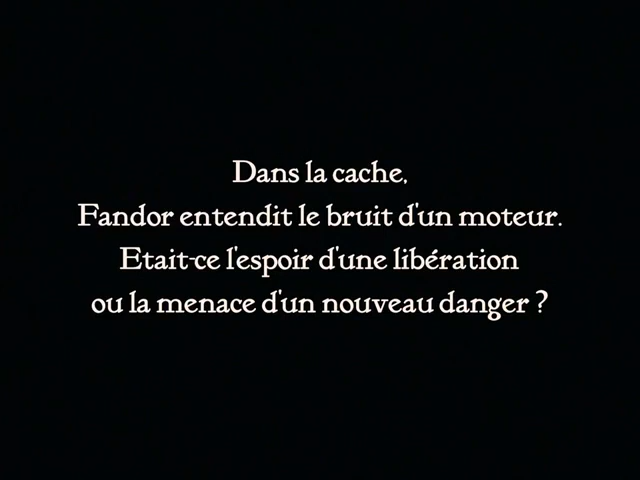 Dans la cache,
Fandor entendit le bruit d'un moteur.
Etait-ce l'espoir d'une libération
ou la menace d'un nouveau danger ?